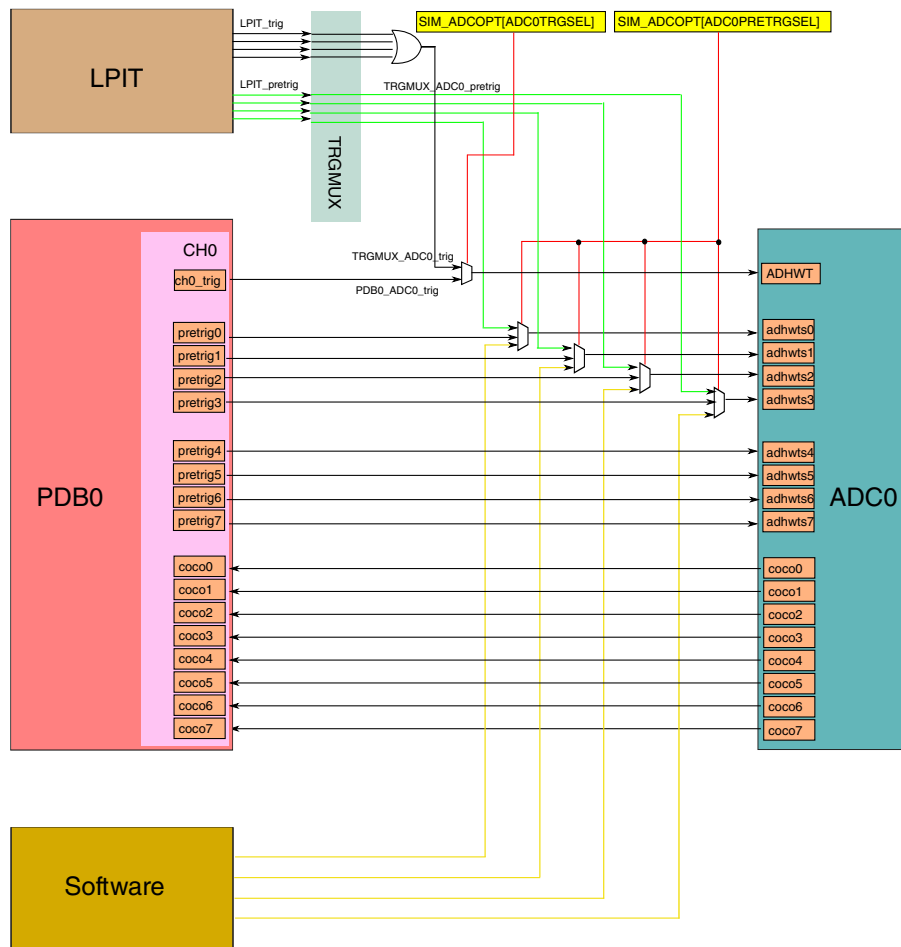 LPIT_trig
SIM_ADCOPT[ADC0TRGSEL]
SIM_ADCOPT[ADC0PRETRGSEL]
LPIT
LPIT_pretrig
TRGMUX_ADC0_pretrig
TRGMUX
CH0
TRGMUX_ADC0_trig
ch0_trig
PDB0_ADC0_trig
ADHWT
pretrig0
adhwts0
pretrig1
adhwts1
pretrig2
adhwts2
pretrig3
adhwts3
pretrig4
adhwts4
pretrig5
adhwts5
PDB0
pretrig6
adhwts6
ADC0
pretrig7
adhwts7
coco0
coco0
coco1
coco1
coco2
coco2
coco3
coco3
coco4
coco4
coco5
coco5
coco6
coco6
coco7
coco7
Software